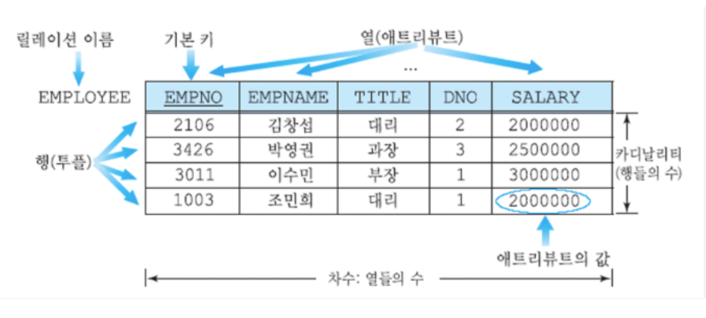 릴레이션 이름 기본 키 열(애트리뷰트)
...
EMPLOYEE EMPNO EMPNAME TITLE DNO SALARY
2106 김창섭 대리 2 2000000
3426 박영권 과장 3 2500000
3011 이수민 부장 1 3000000
1003 조민희 대리 1 2000000
행(투플)
카디날리티
(행들의 수)
애트리뷰트의 값
차수: 열들의 수